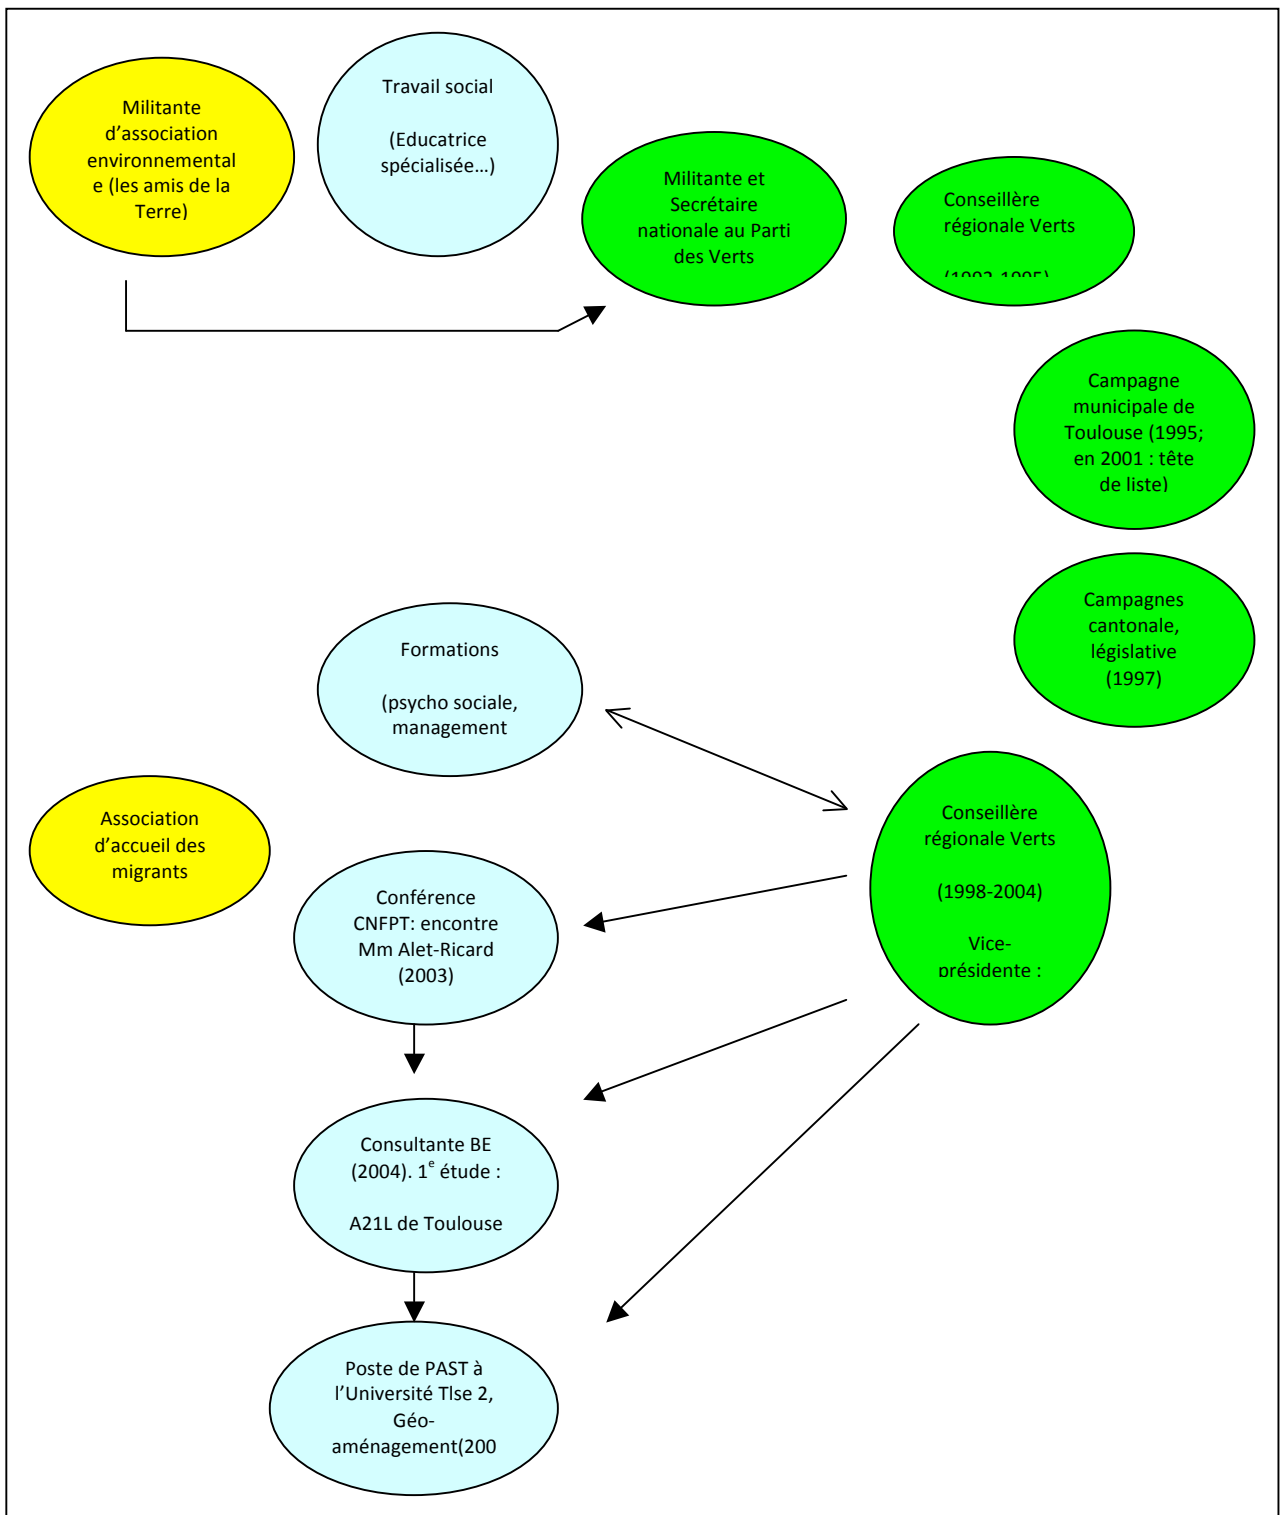 Militante
d’association
environnemental
e (les amis de la
Terre)
Travail social
(Educatrice
spécialisée…)
Militante et
Secrétaire
nationale au Parti
des Verts
Conseillère
régionale Verts
Campagne
municipale de
Toulouse (1995;
en 2001 : tête
de liste)
Campagnes
cantonale,
législative
(1997)
Formations
(psycho sociale,
management
Association
d’accueil des
migrants
Conseillère
régionale Verts
(1998-2004)
Vice-
présidente :
Conférence
CNFPT: encontre
Mm Alet-Ricard
(2003)
Consultante BE
(2004). 1e étude :
A21L de Toulouse
Poste de PAST à
l’Université Tlse 2,
Géo-
aménagement(200